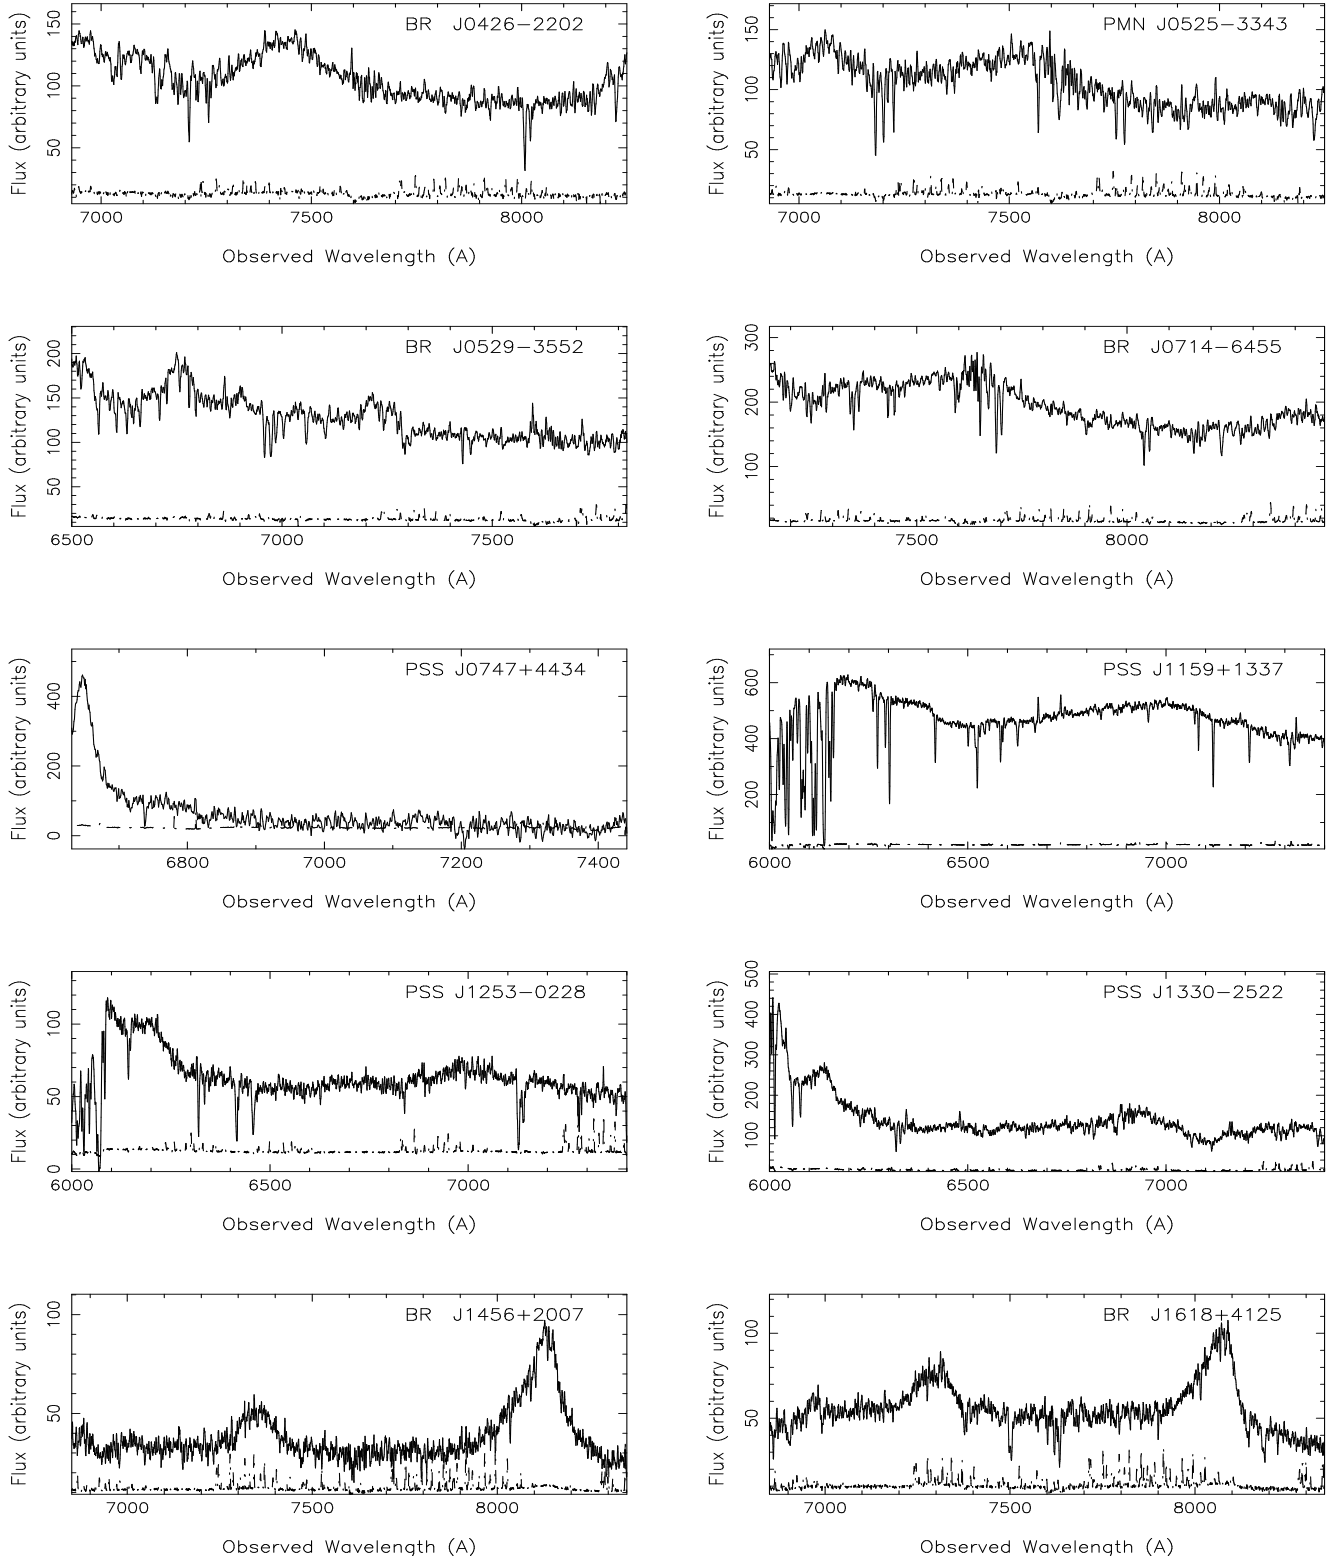 BR J0426−2202
Flux (arbitrary units)
150
100
50
7000 7500 8000
Observed Wavelength (A)
PMN J0525−3343
Flux (arbitrary units)
150
100
50
7000 7500 8000
Observed Wavelength (A)
BR J0529−3552
Flux (arbitrary units)
200
150
100
50
6500 7000 7500
Observed Wavelength (A)
BR J0714−6455
Flux (arbitrary units)
300
200
100
7500 8000
Observed Wavelength (A)
PSS J0747+4434
Flux (arbitrary units)
400
200
0
6800 7000 7200 7400
Observed Wavelength (A)
PSS J1159+1337
Flux (arbitrary units)
600
400
200
6000 6500 7000
Observed Wavelength (A)
PSS J1253−0228
Flux (arbitrary units)
100
50
0
6000 6500 7000
Observed Wavelength (A)
PSS J1330−2522
Flux (arbitrary units)
500
400
300
200
100
6000 6500 7000
Observed Wavelength (A)
BR J1456+2007
Flux (arbitrary units)
100
50
7000 7500 8000
Observed Wavelength (A)
BR J1618+4125
Flux (arbitrary units)
100
50
7000 7500 8000
Observed Wavelength (A)